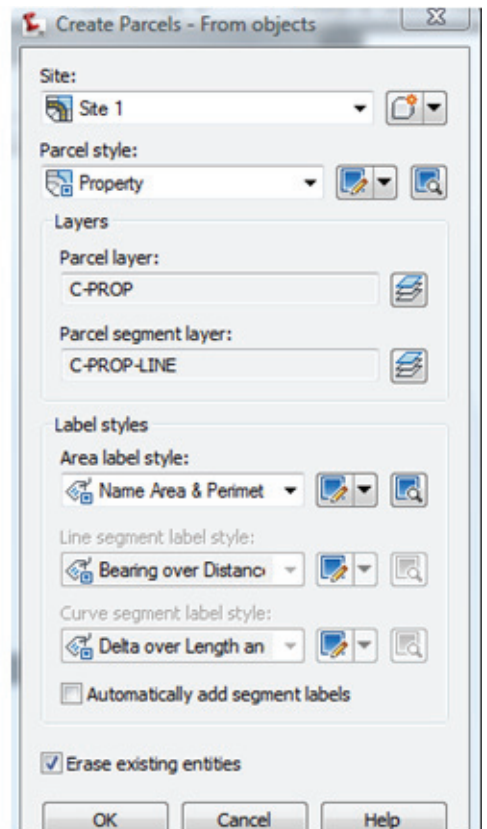 Create Parcels - From objects
Site:
Site 1
Parcel style:
Property
Layers
Parcel layer:
C-PROP
Parcel segment layer:
C-PROP-LINE
Label styles
Area label style:
Name Area & Perimet
Line segment label style:
Bearing over Distanc
Curve segment label style:
Delta over Length an
Automatically add segment labels
Erase existing entities
OK Cancel Help